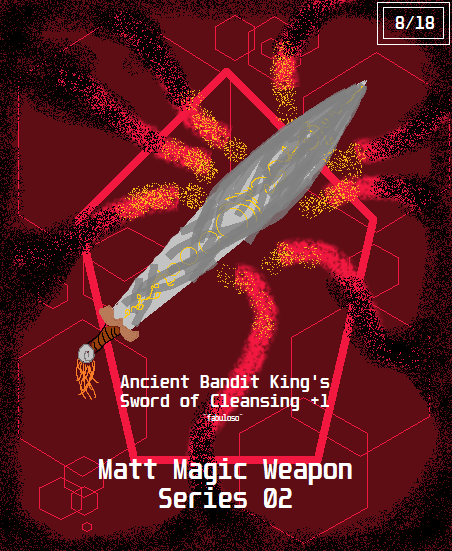 8/18
Ancient Bandit King's
Sword of Cleansing +1
fabuloso~
Matt Magic Weapon
Series 02